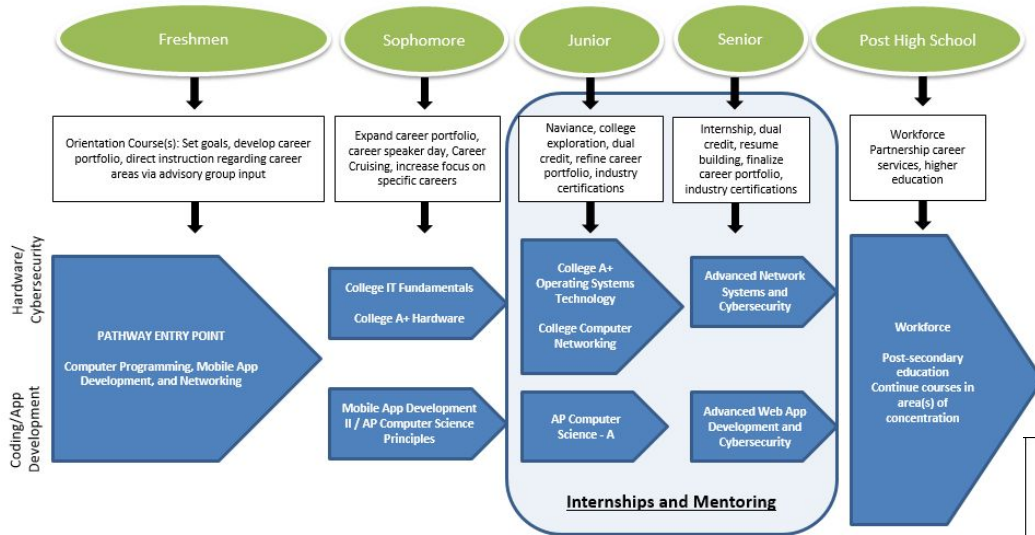 Freshmen
Sophomore
Junior
Senior
Post High School
Orientation Course(s): Set goals, develop career
portfolio, direct instruction regarding career
areas via advisory group input
Expand career portfolio,
career speaker day, Career
Cruising, increase focus on
specific careers
Naviance, college
exploration, dual
credit, refine career
portfolio, industry
certifications
Internship, dual
credit, resume
building, finalize
career portfolio,
industry certifications
Workforce
Partnership career
services, higher
education
Hardware/
Cybersecurity
PATHWAY ENTRY POINT
Computer Programming, Mobile App
Development, and Networking
College IT Fundamentals
College A+ Hardware
College A+
Operating Systems
Technology
College Computer
Networking
Advanced Network
Systems and
Cybersecurity
Workforce
Post-secondary
education
Continue courses in
area(s) of
concentration
Coding/App
Development
Mobile App Development
II / AP Computer Science
Principles
AP Computer
Science - A
Advanced Web App
Development and
Cybersecurity
Internships and Mentoring